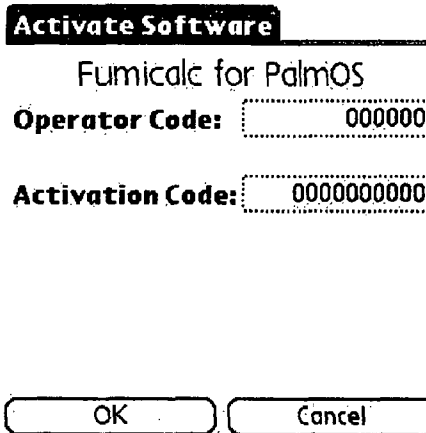 Activate Software
Fumicalc for PalmOS
Operator Code: 000000
Activation Code: 0000000000
OK Cancel